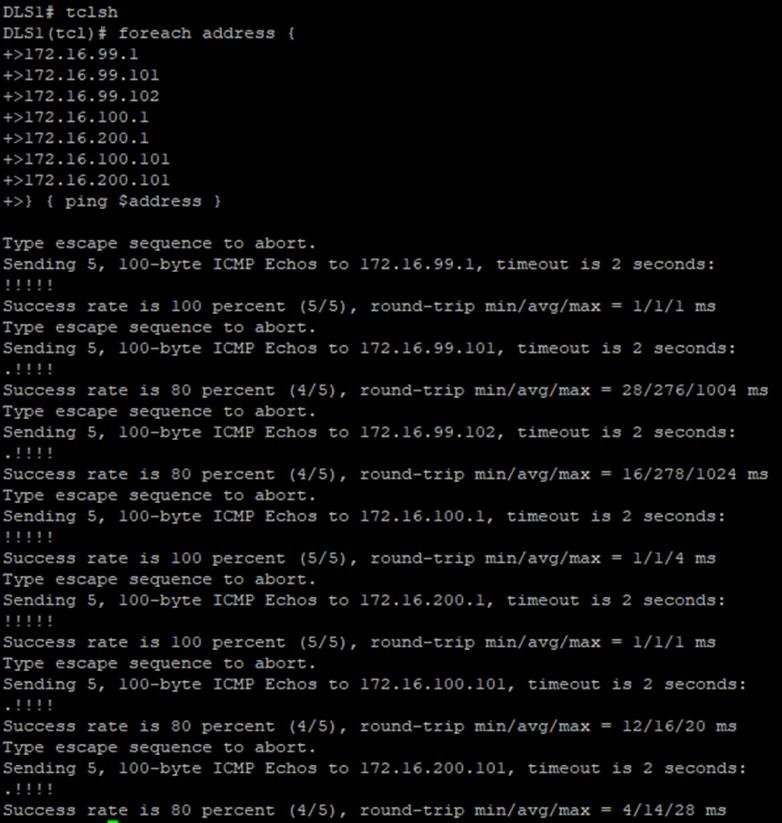 DLS1# tclsh
DLS1(tcl)# foreach address {
+>172.16.99.1
+>172.16.99.101
+>172.16.99.102
+>172.16.100.1
+>172.16.200.1
+>172.16.100.101
+>172.16.200.101
+>} { ping $address }
Type escape sequence to abort.
Sending 5, 100-byte ICMP Echos to 172.16.99.1, timeout is 2 seconds:
!!!!!
Success rate is 100 percent (5/5), round-trip min/avg/max = 1/1/1 ms
Type escape sequence to abort.
Sending 5, 100-byte ICMP Echos to 172.16.99.101, timeout is 2 seconds:
.!!!!
Success rate is 80 percent (4/5), round-trip min/avg/max = 28/276/1004 ms
Type escape sequence to abort.
Sending 5, 100-byte ICMP Echos to 172.16.99.102, timeout is 2 seconds:
.!!!!
Success rate is 80 percent (4/5), round-trip min/avg/max = 16/278/1024 ms
Type escape sequence to abort.
Sending 5, 100-byte ICMP Echos to 172.16.100.1, timeout is 2 seconds:
!!!!!
Success rate is 100 percent (5/5), round-trip min/avg/max = 1/1/4 ms
Type escape sequence to abort.
Sending 5, 100-byte ICMP Echos to 172.16.200.1, timeout is 2 seconds:
!!!!!
Success rate is 100 percent (5/5), round-trip min/avg/max = 1/1/1 ms
Type escape sequence to abort.
Sending 5, 100-byte ICMP Echos to 172.16.100.101, timeout is 2 seconds:
.!!!!
Success rate is 80 percent (4/5), round-trip min/avg/max = 12/16/20 ms
Type escape sequence to abort.
Sending 5, 100-byte ICMP Echos to 172.16.200.101, timeout is 2 seconds:
.!!!!
Success rate is 80 percent (4/5), round-trip min/avg/max = 4/14/28 ms